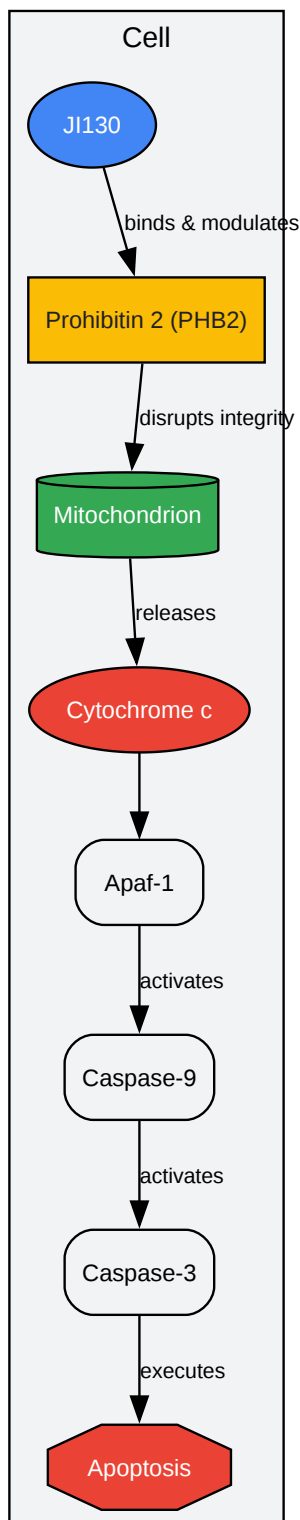 Cell
JI130
binds & modulates
Prohibitin 2 (PHB2)
disrupts integrity
Mitochondrion
releases
Cytochrome c
Apaf-1
activates
Caspase-9
activates
Caspase-3
executes
Apoptosis